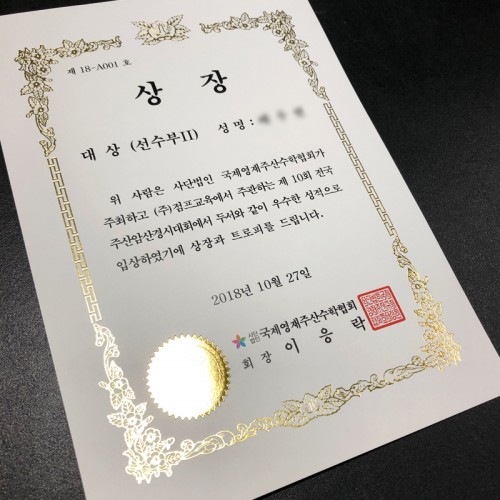 제 18-A001 호
상 장
대 상 (선수부II) 성 명 :
위 사람은 사단법인 국제영재주산수학협회가
주최하고 (주)점프교육에서 주관하는 제 10회 전국
주산암산경시대회에서 두서와 같이 우수한 성적으로
입상하였기에 상장과 트로피를 드립니다.
2018년 10월 27일
사단법인 국제영재주산수학협회
회 장 이 응 락